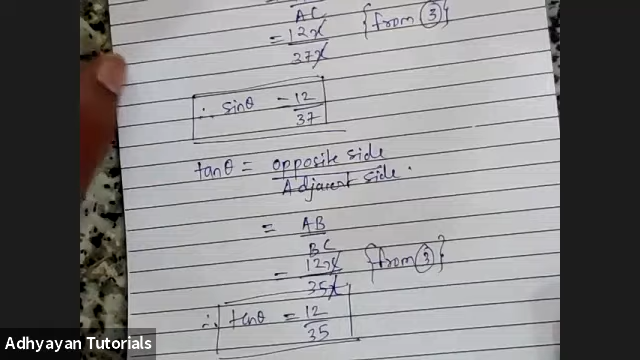 AC
= 12x {from ③}
37x
∴ sinθ = 12
37
tanθ = opposite side
Adjacent side.
= AB
BC
= 12x {from ③}
35x
∴ tanθ = 12
35
Adhyayan Tutorials